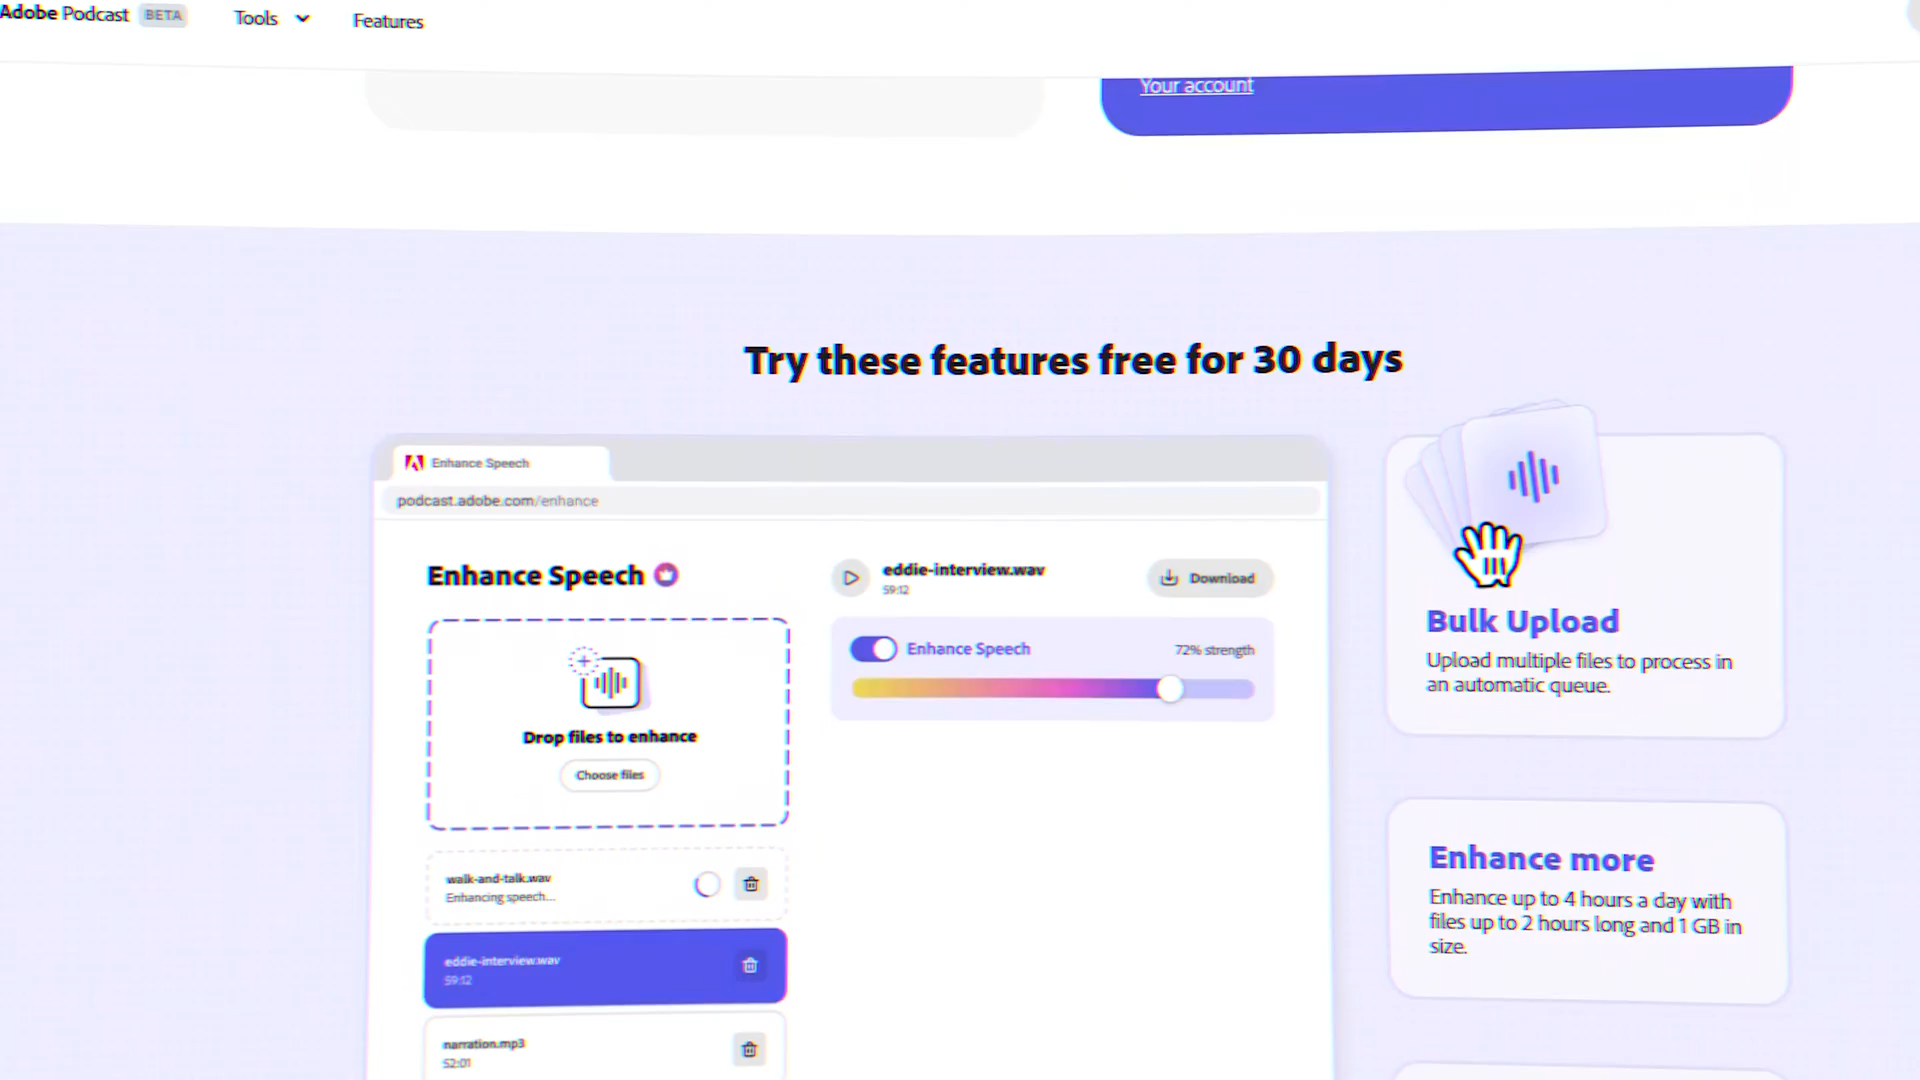 Adobe Podcast BETA
Tools
Features
Your account
Try these features free for 30 days
Enhance Speech
podcast.adobe.com/enhance
Enhance Speech
Drop files to enhance
Choose files
walk-and-talk.wav
Enhancing speech...
eddie-interview.wav
59:12
narration.mp3
52:01
eddie-interview.wav
59:12
Download
Enhance Speech
72% strength
Bulk Upload
Upload multiple files to process in
an automatic queue.
Enhance more
Enhance up to 4 hours a day with
files up to 2 hours long and 1 GB in
size.